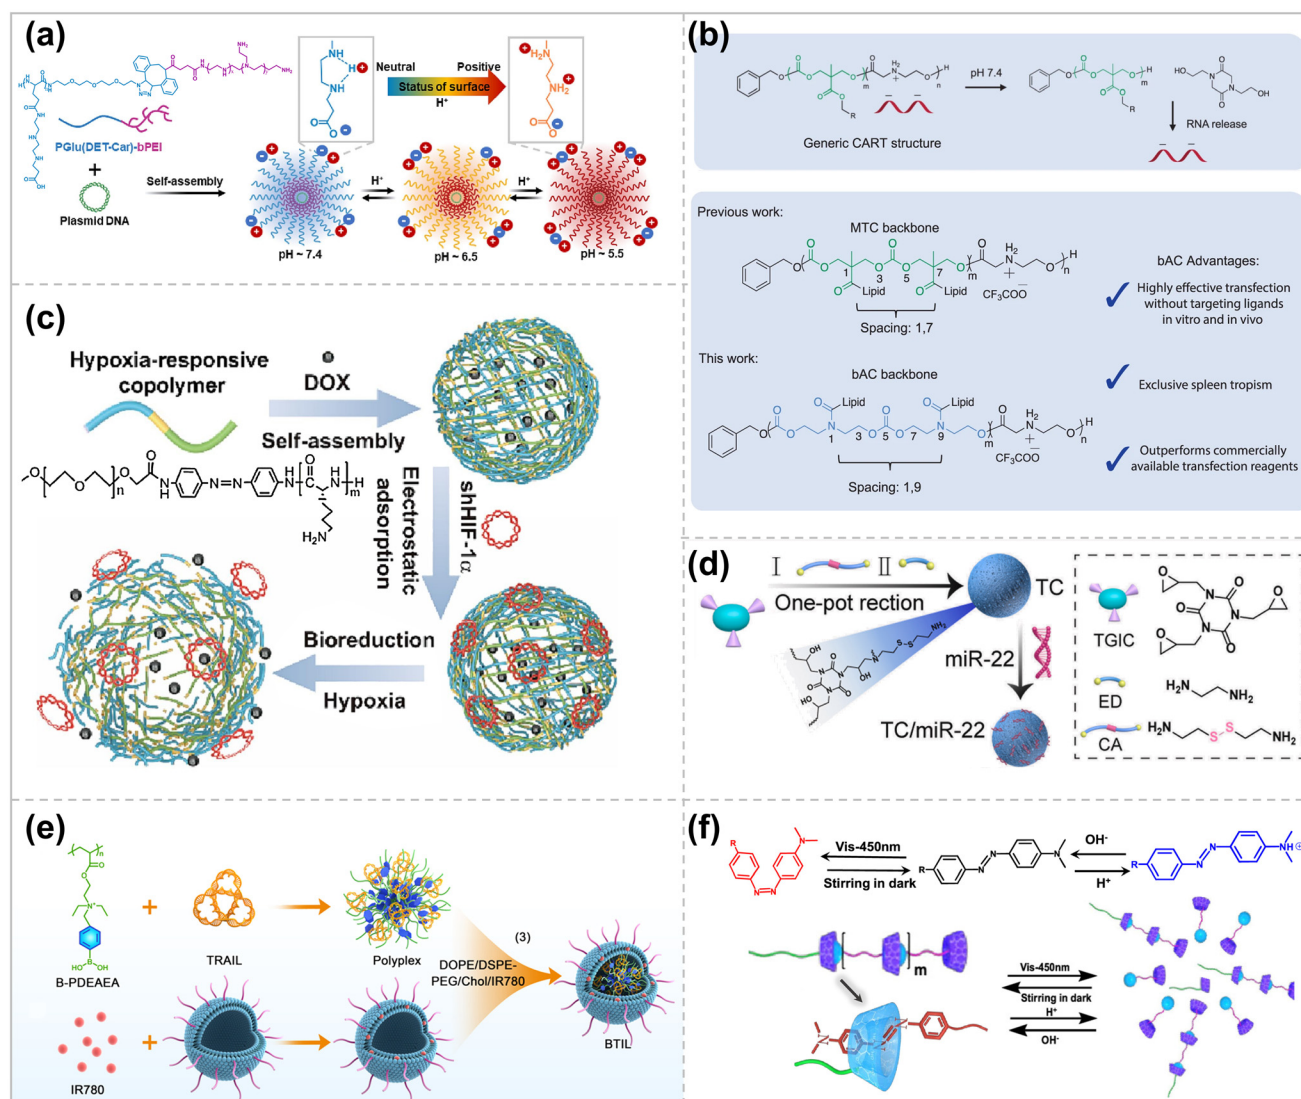 (a)
PGlu(DET-Car)-bPEI
+
Plasmid DNA
Self-assembly
Neutral
Positive
Status of surface
H⁺
H⁺
H⁺
pH ~ 7.4
pH ~ 6.5
pH ~ 5.5
(b)
pH 7.4
Generic CART structure
RNA release
Previous work:
MTC backbone
Lipid
Lipid
CF₃COO
Spacing: 1,7
This work:
bAC backbone
Lipid
Lipid
CF₃COO
Spacing: 1,9
bAC Advantages:
Highly effective transfection
without targeting ligands
in vitro and in vivo
Exclusive spleen tropism
Outperforms commercially
available transfection reagents
(c)
Hypoxia-responsive
copolymer
DOX
Self-assembly
Electrostatic
adsorption
shHIF-1α
Bioreduction
Hypoxia
(d)
I
II
One-pot rection
TC
miR-22
TC/miR-22
TGIC
ED
CA
H₂N
NH₂
H₂N
S
S
NH₂
(e)
B-PDEAEA
+
TRAIL
Polyplex
(3)
DOPE/DSPE-
PEG/Chol/IR780
BTIL
IR780
+
(f)
Vis-450nm
Stirring in dark
OH⁻
H⁺
m
Vis-450nm
Stirring in dark
H⁺
OH⁻